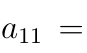 a₁₁ =